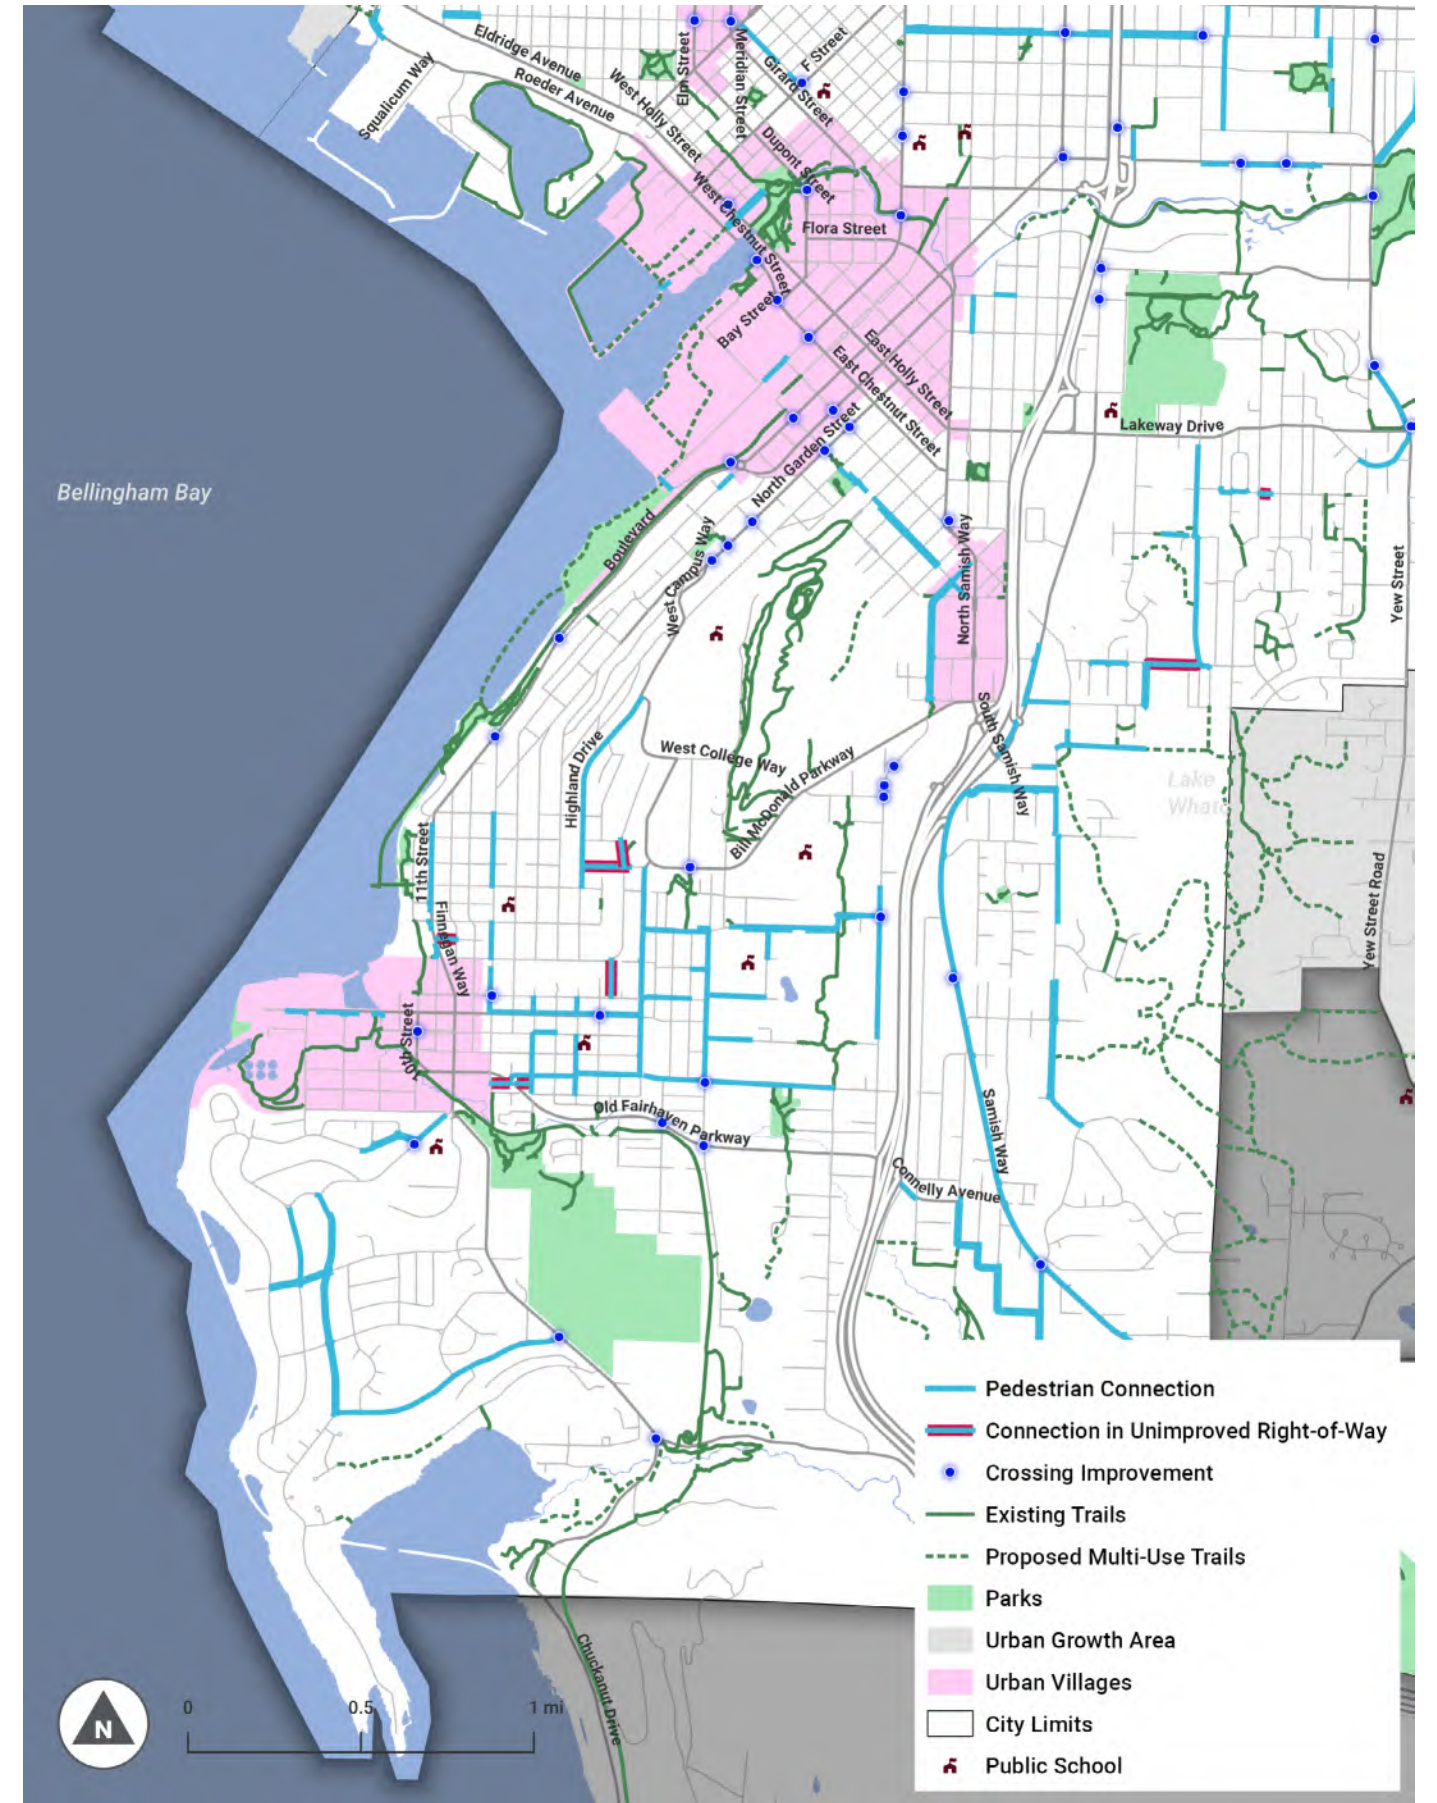 Eldridge Avenue
Roeder Avenue
Squalicum Way
West Holly Street
Elm Street
Meridian Street
Girard Street
F Street
Dupont Street
West Chestnut Street
Flora Street
Bay Street
East Holly Street
East Chestnut Street
Lakeway Drive
North Garden Street
Bellingham Bay
Boulevard
West Campus Way
North Samish Way
Yew Street
South Samish Way
West College Way
Highland Drive
Bill McDonald Parkway
Lake
What
11th Street
Finnegan Way
Yew Street Road
10th Street
Old Fairhaven Parkway
Samish Way
Connelly Avenue
Chuckanut Drive
Pedestrian Connection
Connection in Unimproved Right-of-Way
Crossing Improvement
Existing Trails
Proposed Multi-Use Trails
Parks
Urban Growth Area
Urban Villages
City Limits
Public School
N
0 0.5 1 mi